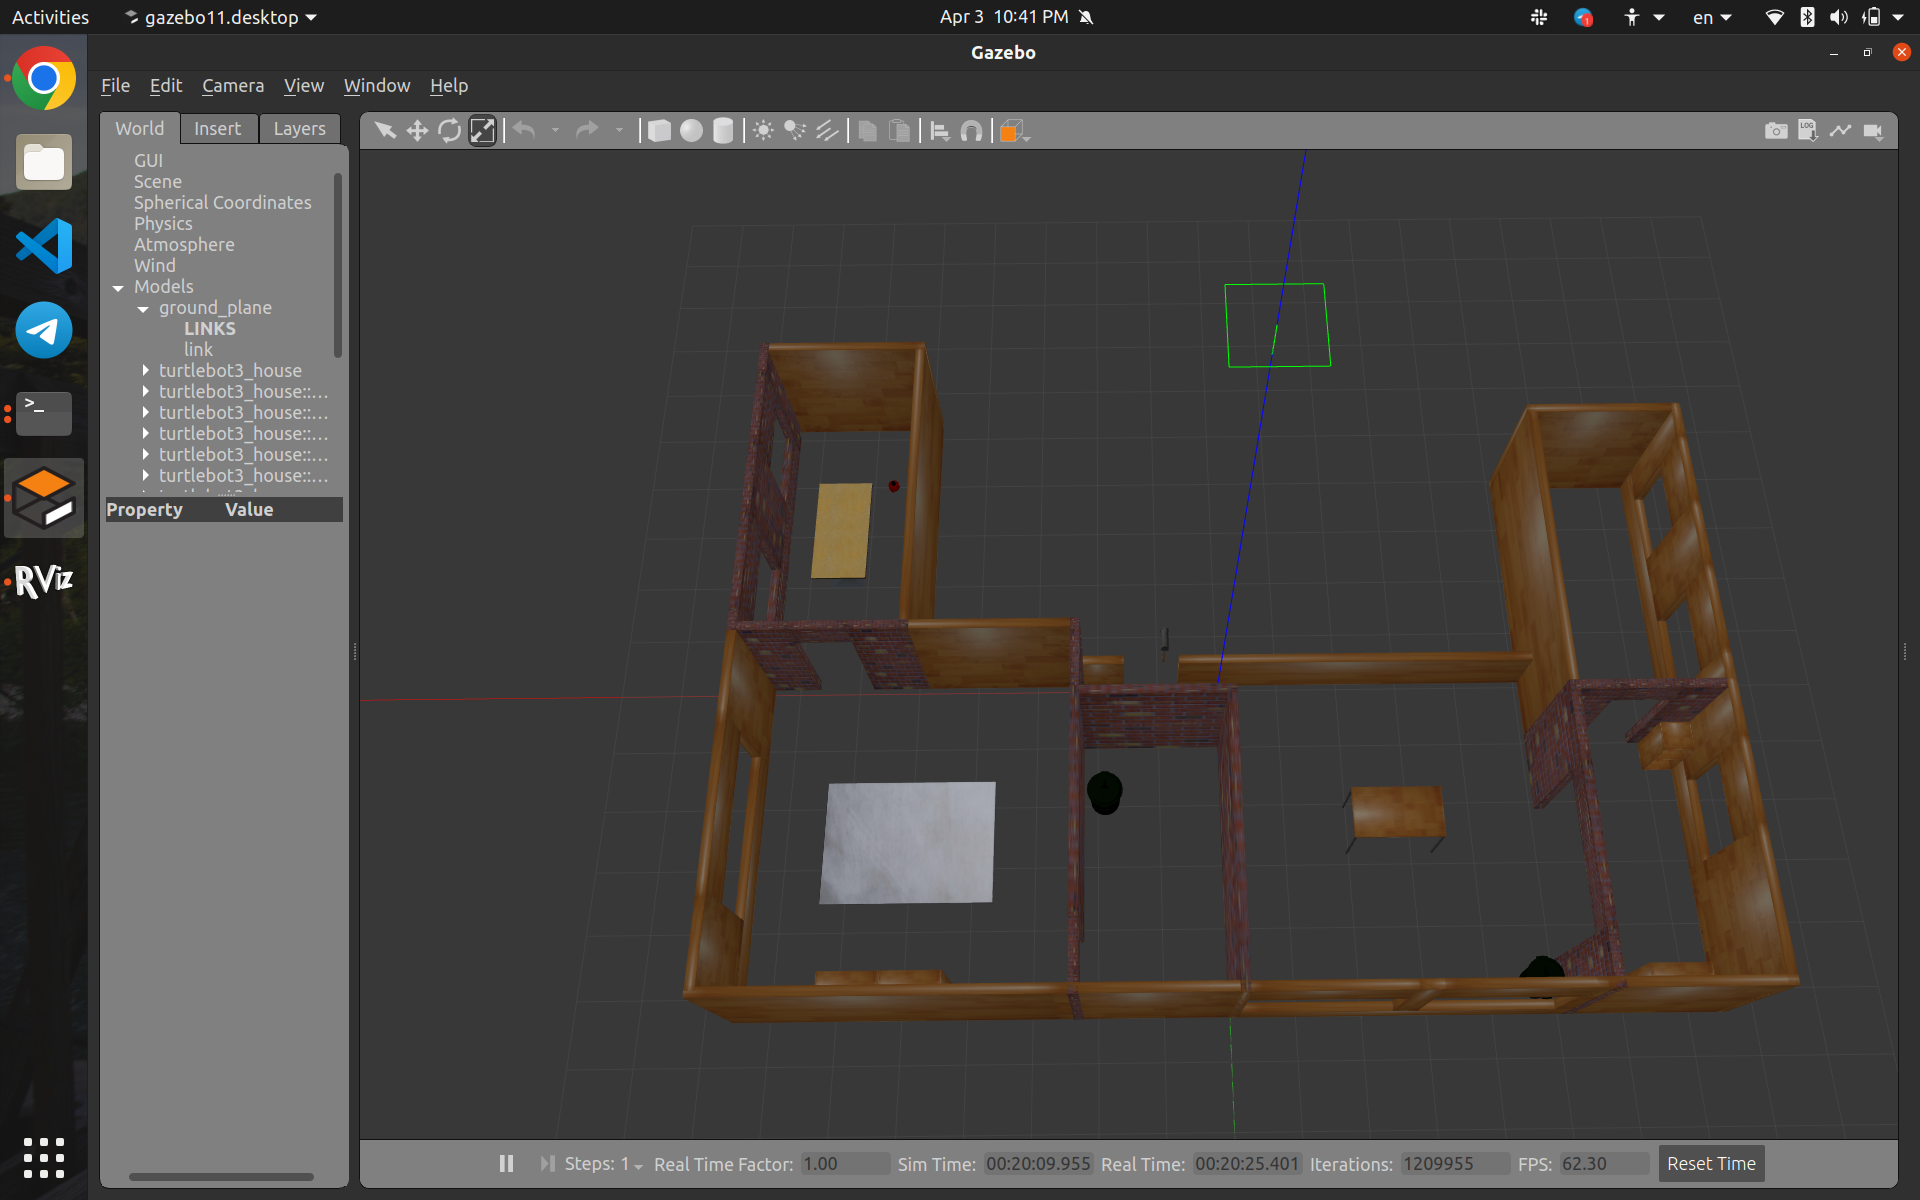 Activities gazebo11.desktop Apr 3 10:41 PM en
Gazebo
File Edit Camera View Window Help
World Insert Layers
LOG
GUI
Scene
Spherical Coordinates
Physics
Atmosphere
Wind
Models
ground_plane
LINKS
link
turtlebot3_house
turtlebot3_house::...
turtlebot3_house::...
turtlebot3_house::...
turtlebot3_house::...
turtlebot3_house::...
Property Value
>_
RViz
Steps: 1 Real Time Factor: 1.00 Sim Time: 00:20:09.955 Real Time: 00:20:25.401 Iterations: 1209955 FPS: 62.30 Reset Time